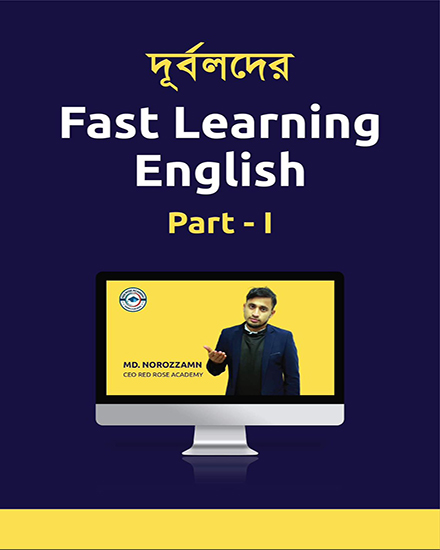 দূর্বলদের
Fast Learning
English
Part - I
MD. NOROZZAMN
CEO RED ROSE ACADEMY